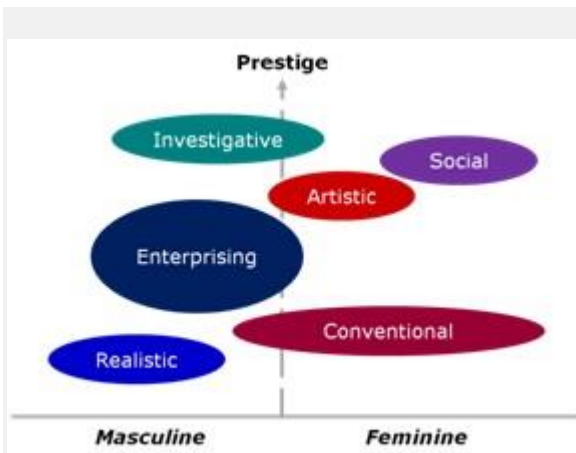 Prestige
Investigative
Social
Artistic
Enterprising
Conventional
Realistic
Masculine
Feminine